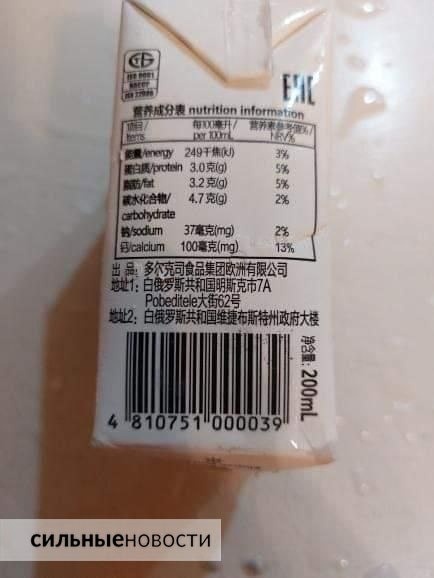 ISO 9001
HACCP
ISO 22000
EAC
营养成分表 nutrition information
项目/ 每100毫升/ 营养素参考值%/
Items per 100mL NRV%
能量/energy 249千焦(kJ) 3%
蛋白质/protein 3.0克(g) 5%
脂肪/fat 3.2克(g) 5%
碳水化合物/ 4.7克(g) 2%
carbohydrate
钠/sodium 37毫克(mg) 2%
钙/calcium 100毫克(mg) 13%
出 品：多尔克司食品集团欧洲有限公司
地址1：白俄罗斯共和国明斯克市7A
Pobeditele大街62号
地址2：白俄罗斯共和国维捷布斯特州政府大楼
净含量：200mL
4 810751 000039
СИЛЬНЫЕНОВОСТИ